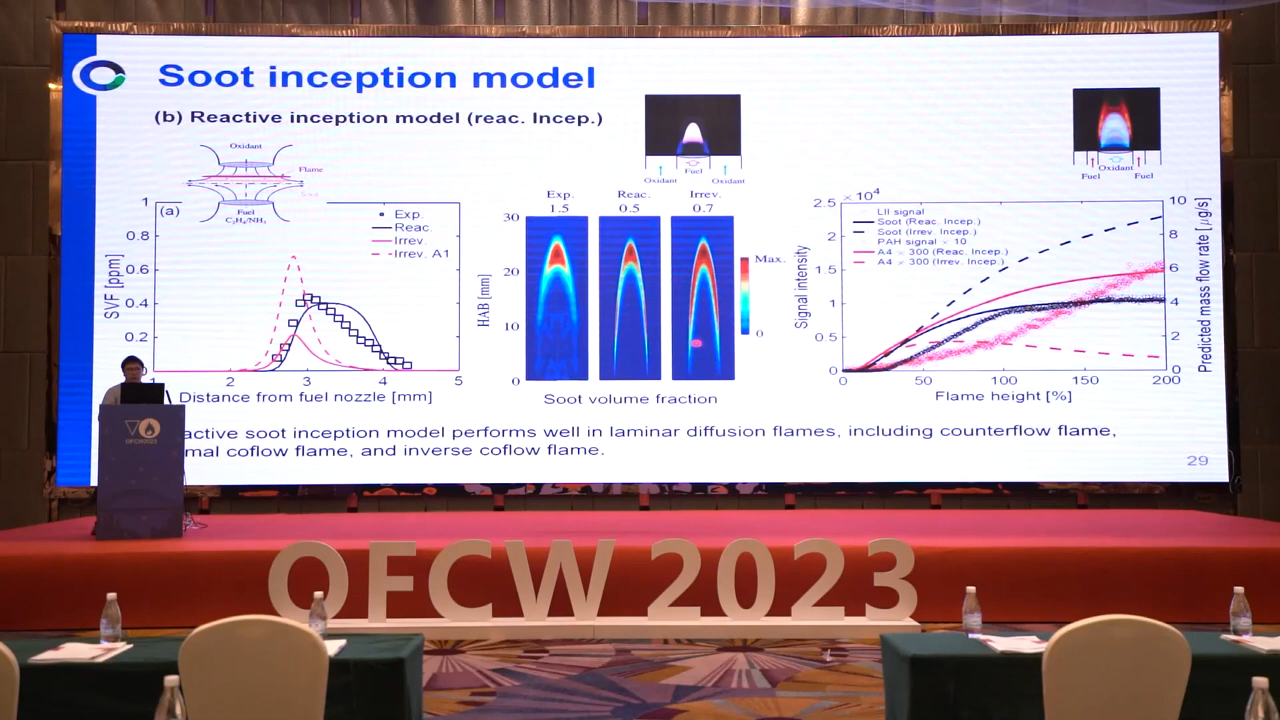 Soot inception model
(b) Reactive inception model (reac. Incep.)
Oxidant
Flame
Fuel
C₂H₄/NH₃
(a)
Exp.
Reac.
Irrev.
Irrev. A1
SVF [ppm]
1
0.8
0.6
0.4
0.2
1
2
3
4
5
Distance from fuel nozzle [mm]
Fuel
Oxidant
Oxidant
Exp.
Reac.
Irrev.
1.5
0.5
0.7
HAB [mm]
30
20
10
0
Max.
0
Soot volume fraction
Oxidant
Fuel
Fuel
×10⁴
LII signal
Soot (Reac. Incep.)
Soot (Irrev. Incep.)
PAH signal × 10
A4 × 300 (Reac. Incep.)
A4 × 300 (Irrev. Incep.)
Signal intensity
2.5
2
1.5
1
0.5
0
Predicted mass flow rate [μg/s]
10
8
6
4
2
0
0
50
100
150
200
Flame height [%]
active soot inception model performs well in laminar diffusion flames, including counterflow flame,
mal coflow flame, and inverse coflow flame.
29
OFCW2023
OFCW 2023